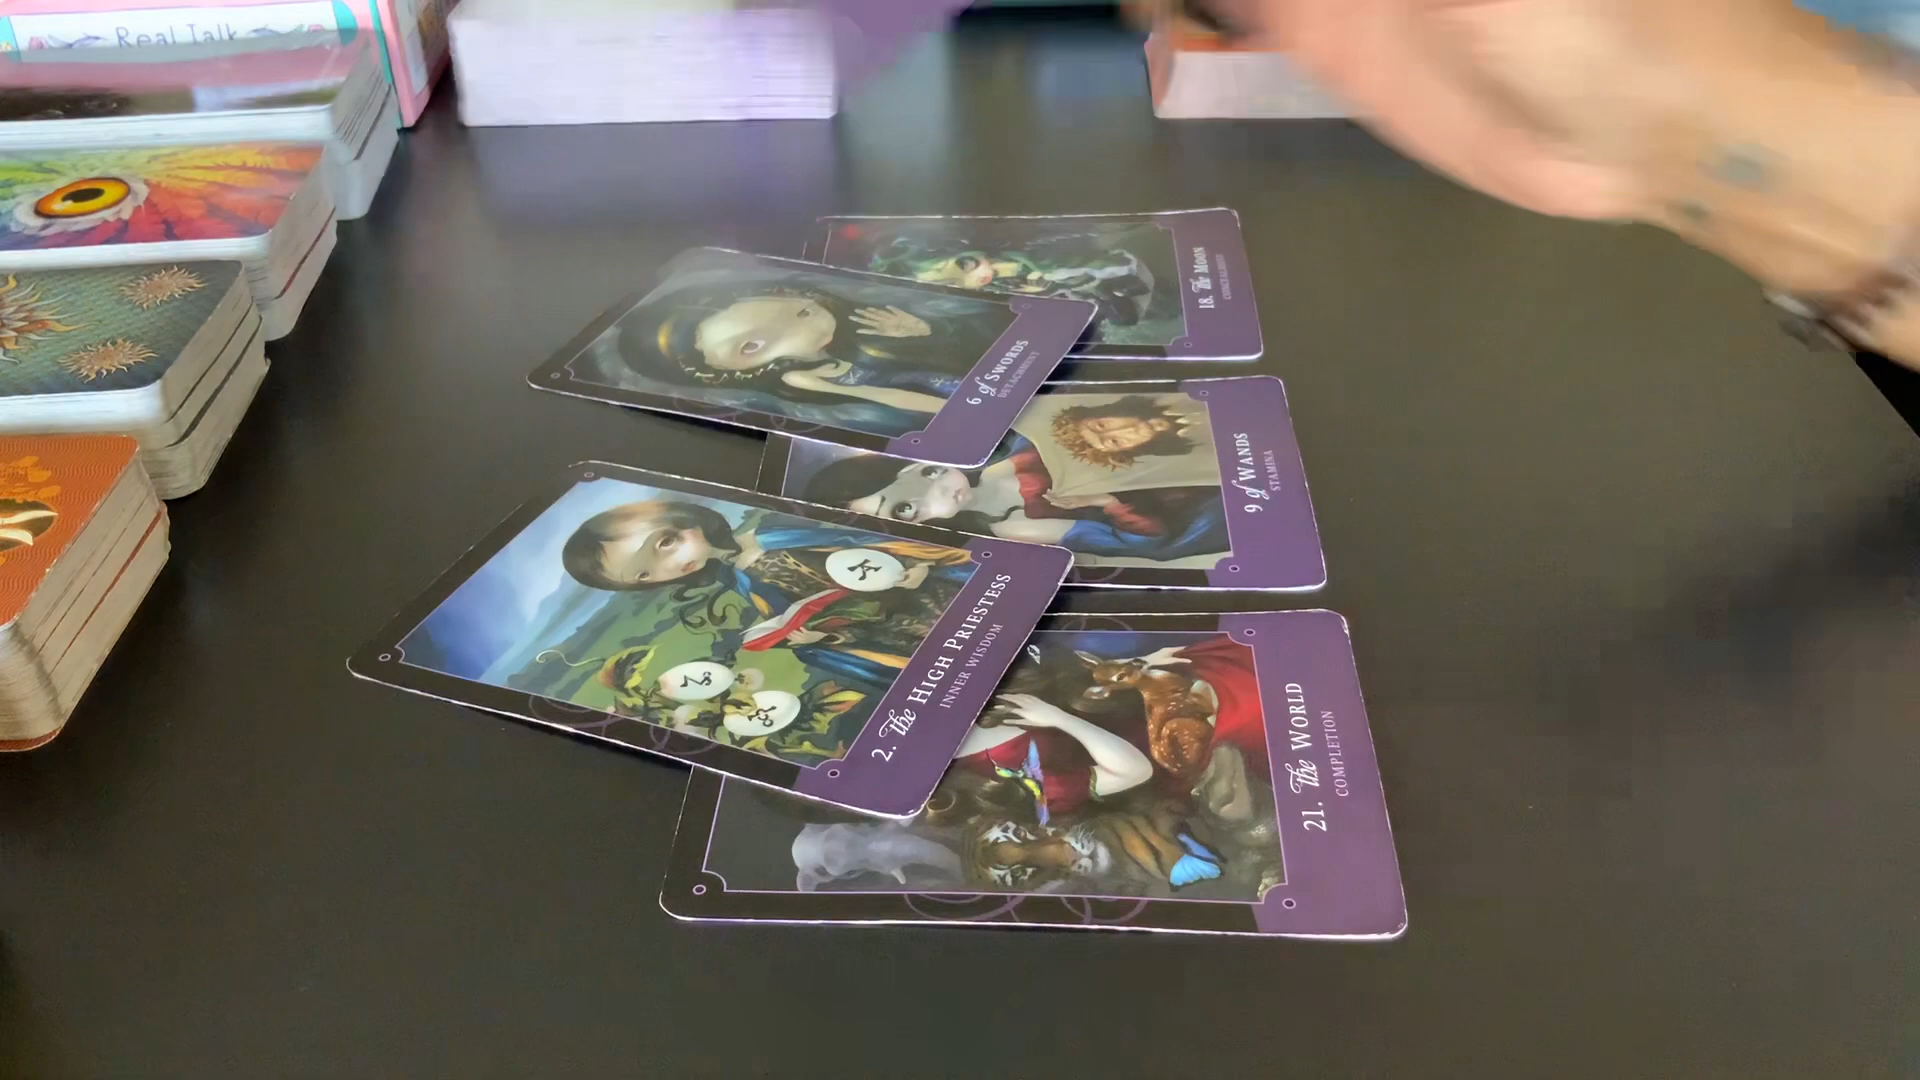 Real Talk
18. The Moon
6 of Swords
DETACHMENT
9 of Wands
STAMINA
2. the High Priestess
INNER WISDOM
21. the World
COMPLETION